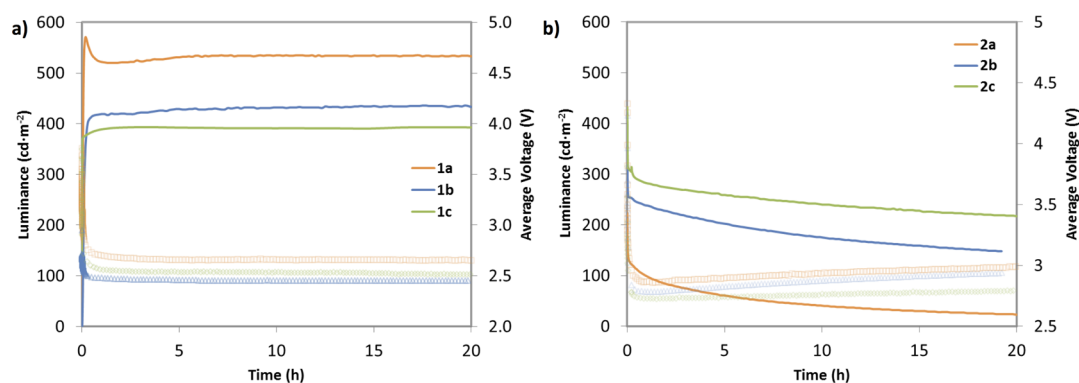 a)
600
500
400
300
200
100
0
Luminance (cd·m⁻²)
5.0
4.5
4.0
3.5
3.0
2.5
2.0
Average Voltage (V)
1a
1b
1c
0 5 10 15 20
Time (h)
b)
600
500
400
300
200
100
0
Luminance (cd·m⁻²)
5
4.5
4
3.5
3
2.5
Average Voltage (V)
2a
2b
2c
0 5 10 15 20
Time (h)